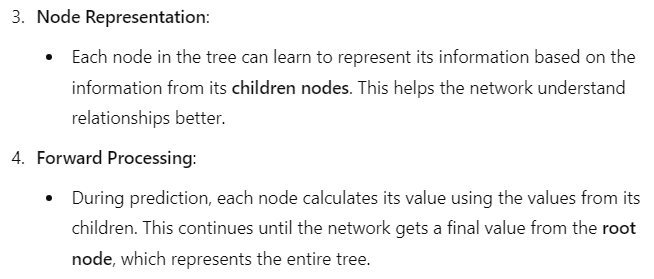 3. Node Representation:
• Each node in the tree can learn to represent its information based on the
information from its children nodes. This helps the network understand
relationships better.
4. Forward Processing:
• During prediction, each node calculates its value using the values from its
children. This continues until the network gets a final value from the root
node, which represents the entire tree.